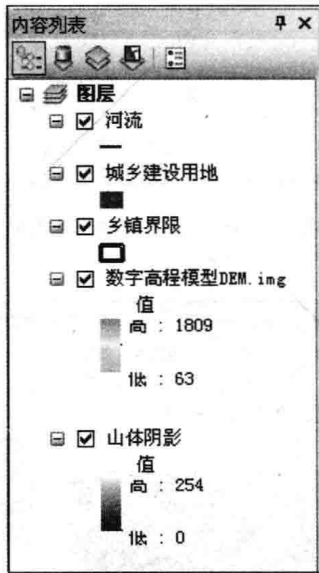 内容列表
图层
河流
城乡建设用地
乡镇界限
数字高程模型DEM.img
值
高 : 1809
低 : 63
山体阴影
值
高 : 254
低 : 0